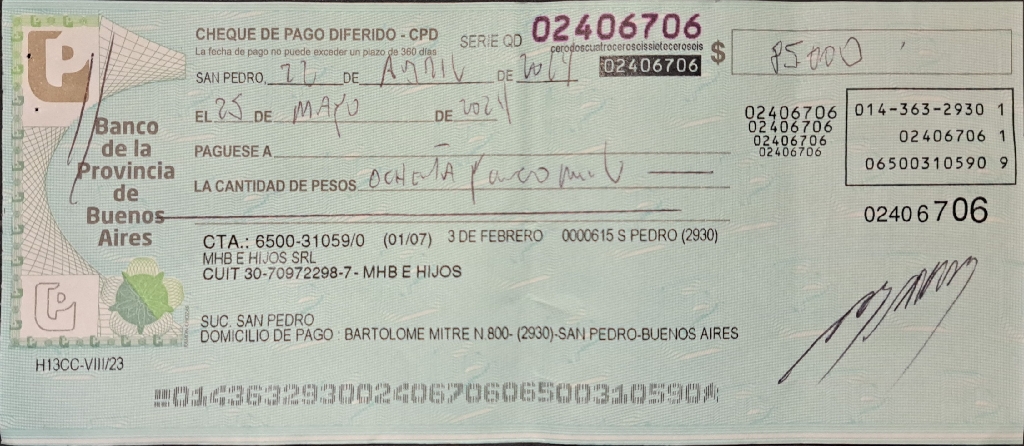 CHEQUE DE PAGO DIFERIDO - CPD
La fecha de pago no puede exceder un plazo de 360 días
SERIE QD 02406706
cerodoscuatroceroseissieteceroseis
02406706
$ 85000
SAN PEDRO, 22 DE ABRIL DE 2024
EL 25 DE MAYO DE 2024
PAGUESE A
LA CANTIDAD DE PESOS OCHENTA y cinco mil
Banco
de la
Provincia
de
Buenos
Aires
02406706
02406706
02406706
02406706
014-363-2930 1
02406706 1
06500310590 9
02406706
CTA.: 6500-31059/0 (01/07) 3 DE FEBRERO 0000615 S PEDRO (2930)
MHB E HIJOS SRL
CUIT 30-70972298-7- MHB E HIJOS
SUC. SAN PEDRO
DOMICILIO DE PAGO : BARTOLOME MITRE N.800- (2930)-SAN PEDRO-BUENOS AIRES
H13CC-VIII/23
01436329300240670606500310590